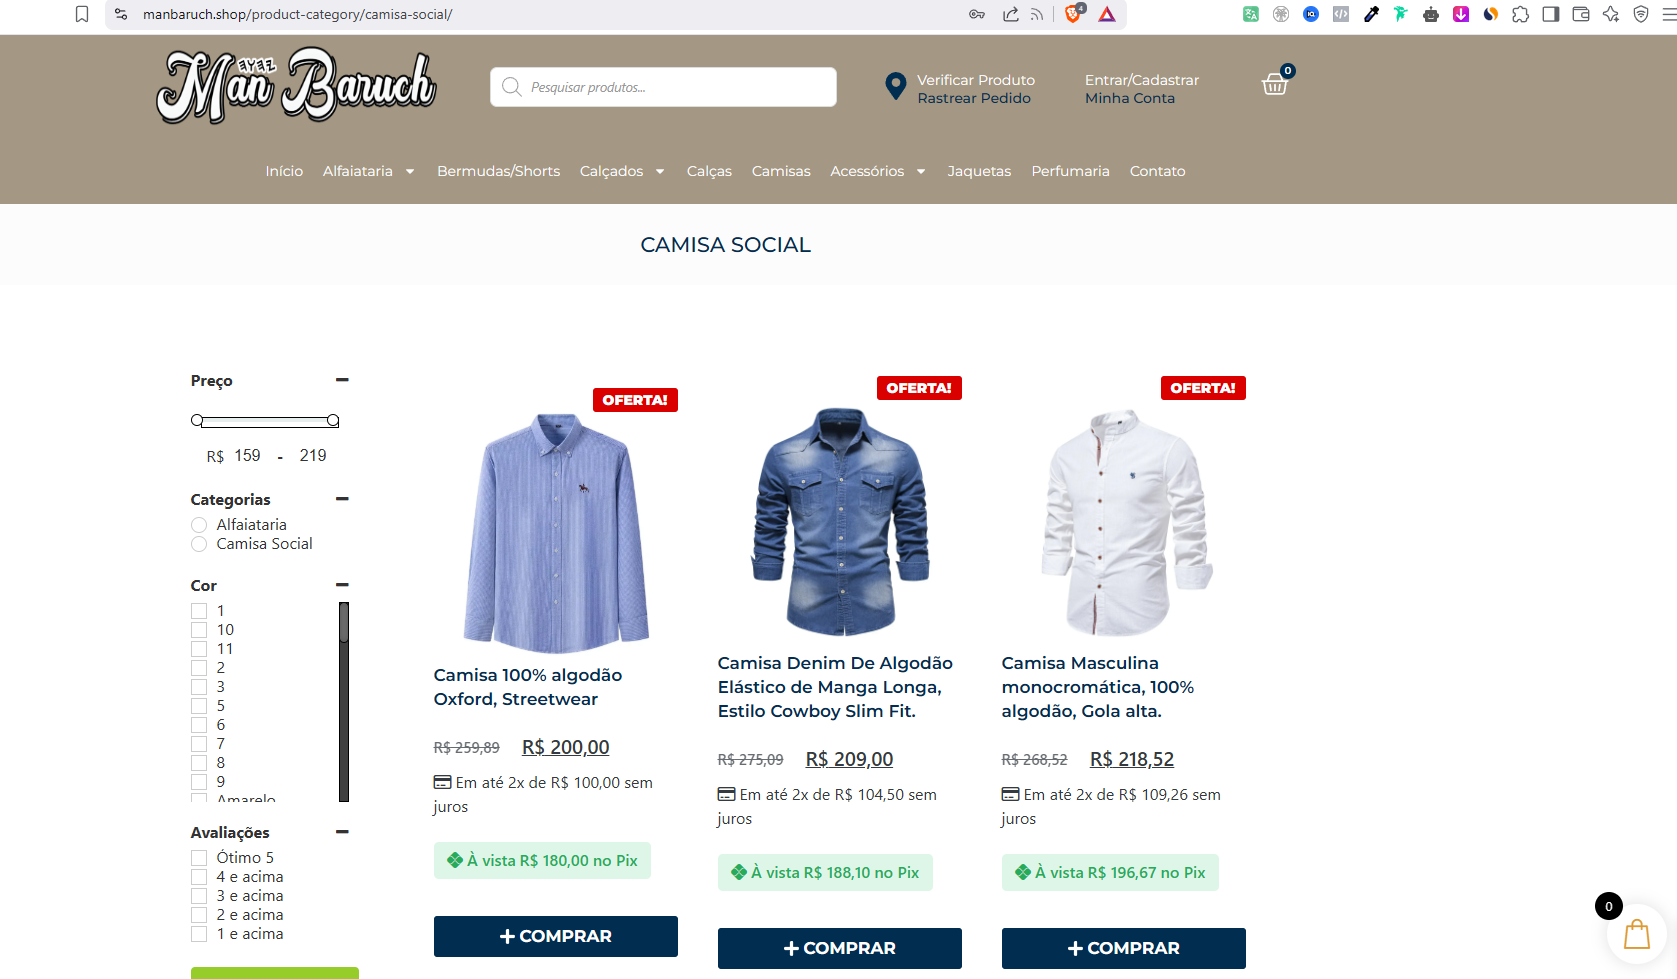 manbaruch.shop/product-category/camisa-social/
4
Man Baruch
Pesquisar produtos...
Verificar Produto
Rastrear Pedido
Entrar/Cadastrar
Minha Conta
0
Início
Alfaiataria
Bermudas/Shorts
Calçados
Calças
Camisas
Acessórios
Jaquetas
Perfumaria
Contato
CAMISA SOCIAL
Preço
R$ 159 - 219
Categorias
Alfaiataria
Camisa Social
Cor
1
10
11
2
3
5
6
7
8
9
Amarelo
Avaliações
Ótimo 5
4 e acima
3 e acima
2 e acima
1 e acima
OFERTA!
Camisa 100% algodão
Oxford, Streetwear
R$ 259,89 R$ 200,00
Em até 2x de R$ 100,00 sem
juros
À vista R$ 180,00 no Pix
+ COMPRAR
OFERTA!
Camisa Denim De Algodão
Elástico de Manga Longa,
Estilo Cowboy Slim Fit.
R$ 275,09 R$ 209,00
Em até 2x de R$ 104,50 sem
juros
À vista R$ 188,10 no Pix
+ COMPRAR
OFERTA!
Camisa Masculina
monocromática, 100%
algodão, Gola alta.
R$ 268,52 R$ 218,52
Em até 2x de R$ 109,26 sem
juros
À vista R$ 196,67 no Pix
+ COMPRAR
0